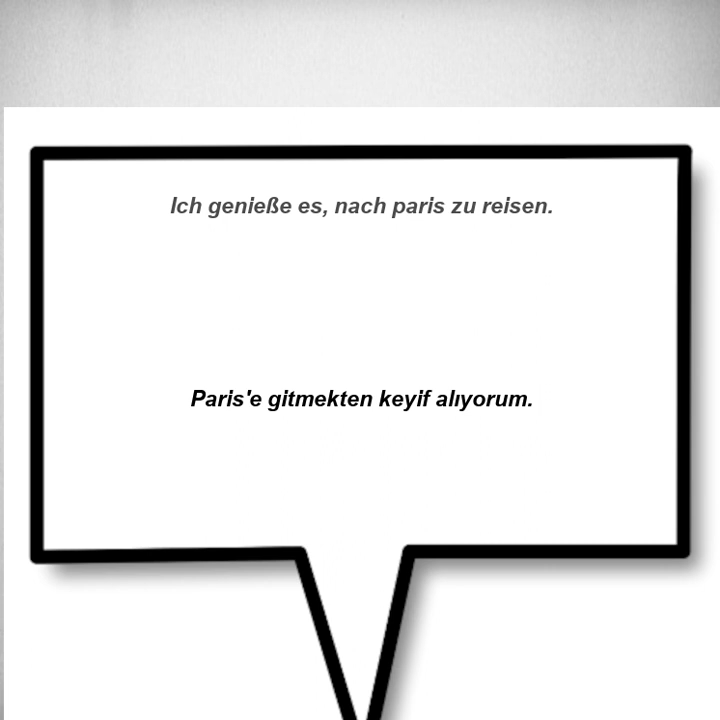 Ich genieße es, nach paris zu reisen.
Paris'e gitmekten keyif alıyorum.